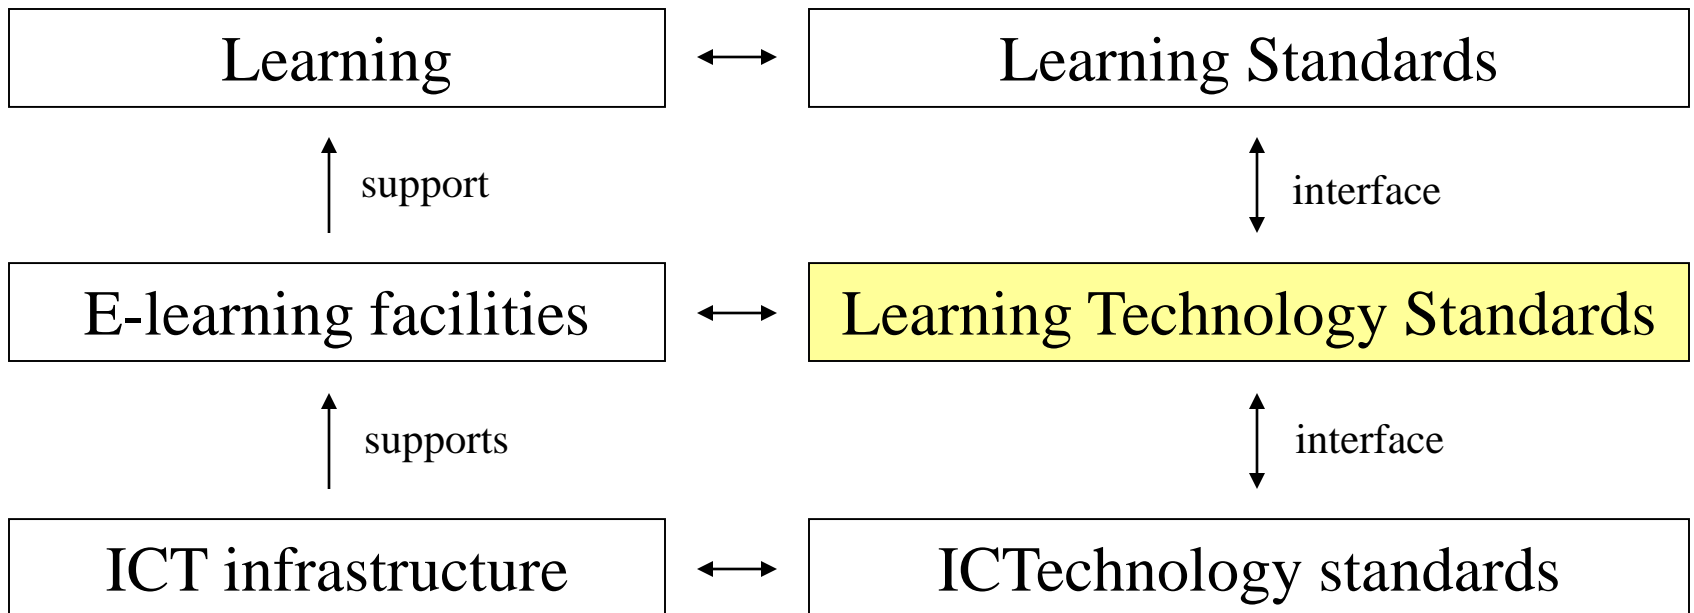 Learning
Learning Standards
support
interface
E-learning facilities
Learning Technology Standards
supports
interface
ICT infrastructure
ICTechnology standards